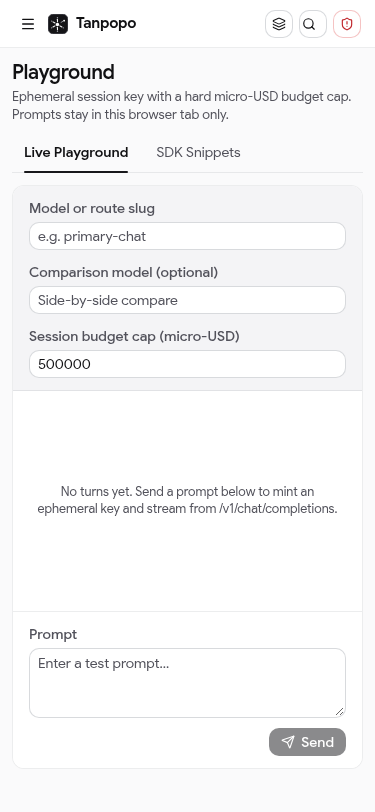 Tanpopo
Playground
Ephemeral session key with a hard micro-USD budget cap.
Prompts stay in this browser tab only.
Live Playground
SDK Snippets
Model or route slug
e.g. primary-chat
Comparison model (optional)
Side-by-side compare
Session budget cap (micro-USD)
500000
No turns yet. Send a prompt below to mint an
ephemeral key and stream from /v1/chat/completions.
Prompt
Enter a test prompt...
Send